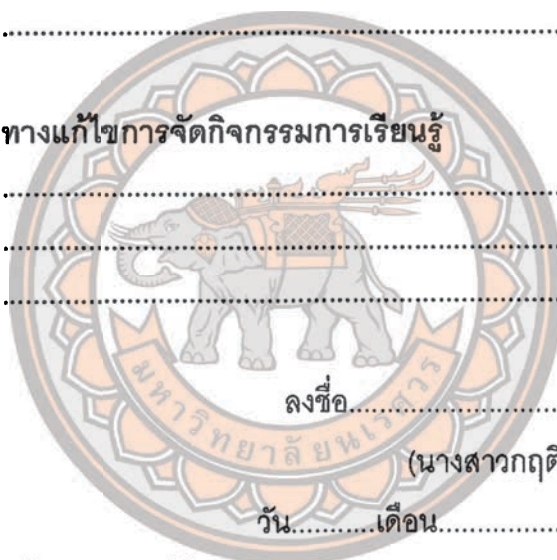 ................................................................
ทางแก้ไขการจัดกิจกรรมการเรียนรู้
................................................................
................................................................
................................................................
ลงชื่อ........................
(นางสาวกฤติ
วัน...........เดือน..............
มหาวิทยาลัยนเรศวร